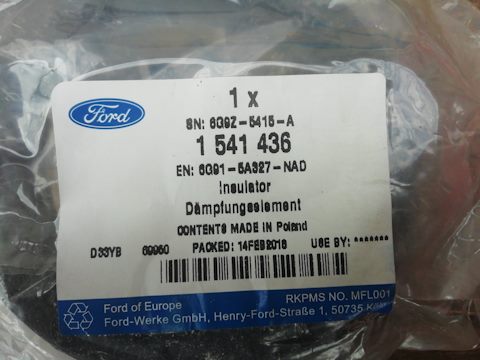 Ford
1 x
SN: 6G9Z-5415-A
1 541 436
EN: 6G91-5A327-NAD
Insulator
Dämpfungselement
CONTENTS MADE IN Poland
D33YB 60960 PACKED: 14FEB2018 USE BY: *******
RKPMS NO. MFL001
Ford of Europe
Ford-Werke GmbH, Henry-Ford-Straße 1, 50735